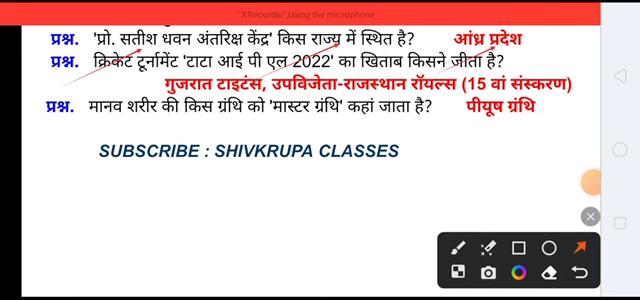 "XRecorder",Using the microphone
प्रश्न. 'प्रो. सतीश धवन अंतरिक्ष केंद्र' किस राज्य में स्थित है? आंध्र प्रदेश
प्रश्न. क्रिकेट टूर्नामेंट 'टाटा आई पी एल 2022' का खिताब किसने जीता है?
गुजरात टाइटंस, उपविजेता-राजस्थान रॉयल्स (15 वां संस्करण)
प्रश्न. मानव शरीर की किस ग्रंथि को 'मास्टर ग्रंथि' कहां जाता है? पीयूष ग्रंथि
SUBSCRIBE : SHIVKRUPA CLASSES